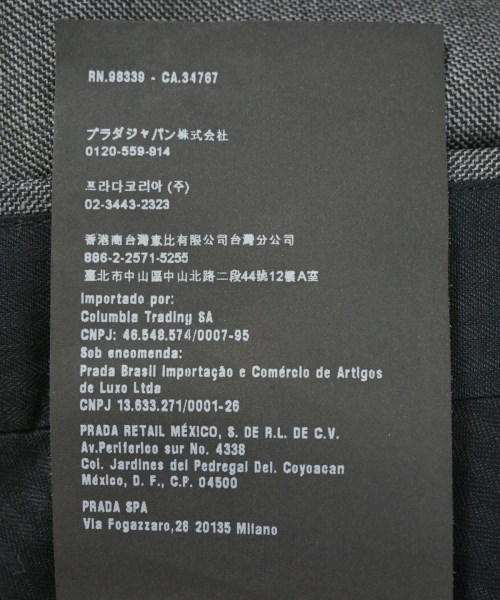 RN.98339 - CA.34767
プラダジャパン株式会社
0120-559-914
프라다코리아 (주)
02-3443-2323
香港商台灣意比有限公司台灣分公司
886-2-2571-5255
臺北市中山區中山北路二段44號12樓A室
Importado por:
Columbia Trading SA
CNPJ: 46.548.574/0007-95
Sob encomenda:
Prada Brasil Importação e Comércio de Artigos
de Luxo Ltda
CNPJ 13.633.271/0001-26
PRADA RETAIL MÉXICO, S. DE R.L. DE C.V.
Av.Periferico sur No. 4338
Col. Jardines del Pedregal Del. Coyoacan
México, D. F., C.P. 04500
PRADA SPA
Via Fogazzaro,28 20135 Milano